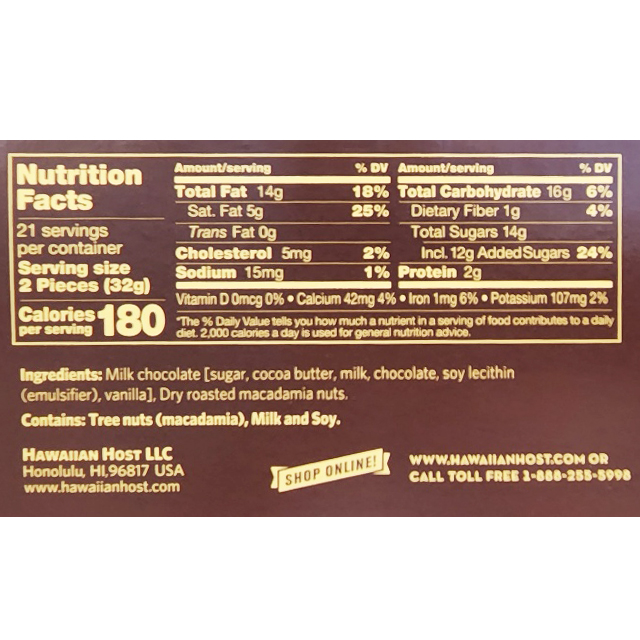 Nutrition
Facts
21 servings
per container
Serving size
2 Pieces (32g)
Calories
per serving 180
Amount/serving % DV
Total Fat 14g 18%
Sat. Fat 5g 25%
Trans Fat 0g
Cholesterol 5mg 2%
Sodium 15mg 1%
Amount/serving % DV
Total Carbohydrate 16g 6%
Dietary Fiber 1g 4%
Total Sugars 14g
Incl. 12g Added Sugars 24%
Protein 2g
Vitamin D 0mcg 0% • Calcium 42mg 4% • Iron 1mg 6% • Potassium 107mg 2%
*The % Daily Value tells you how much a nutrient in a serving of food contributes to a daily
diet. 2,000 calories a day is used for general nutrition advice.
Ingredients: Milk chocolate [sugar, cocoa butter, milk, chocolate, soy lecithin
(emulsifier), vanilla], Dry roasted macadamia nuts.
Contains: Tree nuts (macadamia), Milk and Soy.
HAWAIIAN HOST LLC
Honolulu, HI,96817 USA
www.hawaiianhost.com
SHOP ONLINE!
WWW.HAWAIIANHOST.COM OR
CALL TOLL FREE 1-888-255-5998